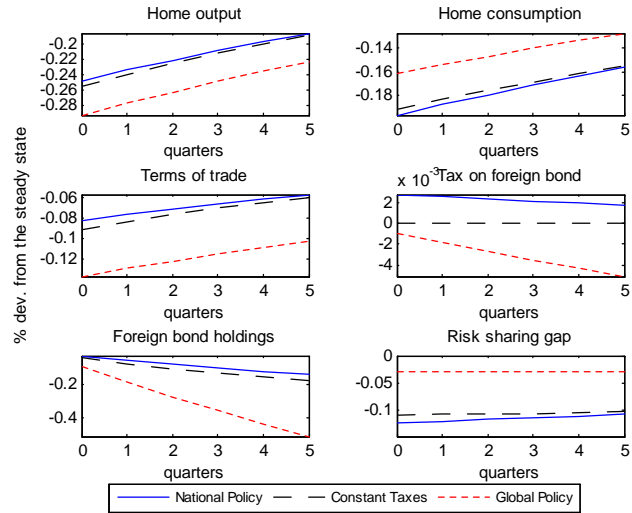 Home output
Home consumption
-0.2
-0.22
-0.24
-0.26
-0.28
0 1 2 3 4 5
quarters
-0.14
-0.16
-0.18
0 1 2 3 4 5
quarters
% dev. from the steady state
Terms of trade
x 10-3 Tax on foreign bond
-0.06
-0.08
-0.1
-0.12
0 1 2 3 4 5
quarters
2
0
-2
-4
0 1 2 3 4 5
quarters
Foreign bond holdings
Risk sharing gap
-0.2
-0.4
0 1 2 3 4 5
quarters
0
-0.05
-0.1
0 1 2 3 4 5
quarters
National Policy Constant Taxes Global Policy